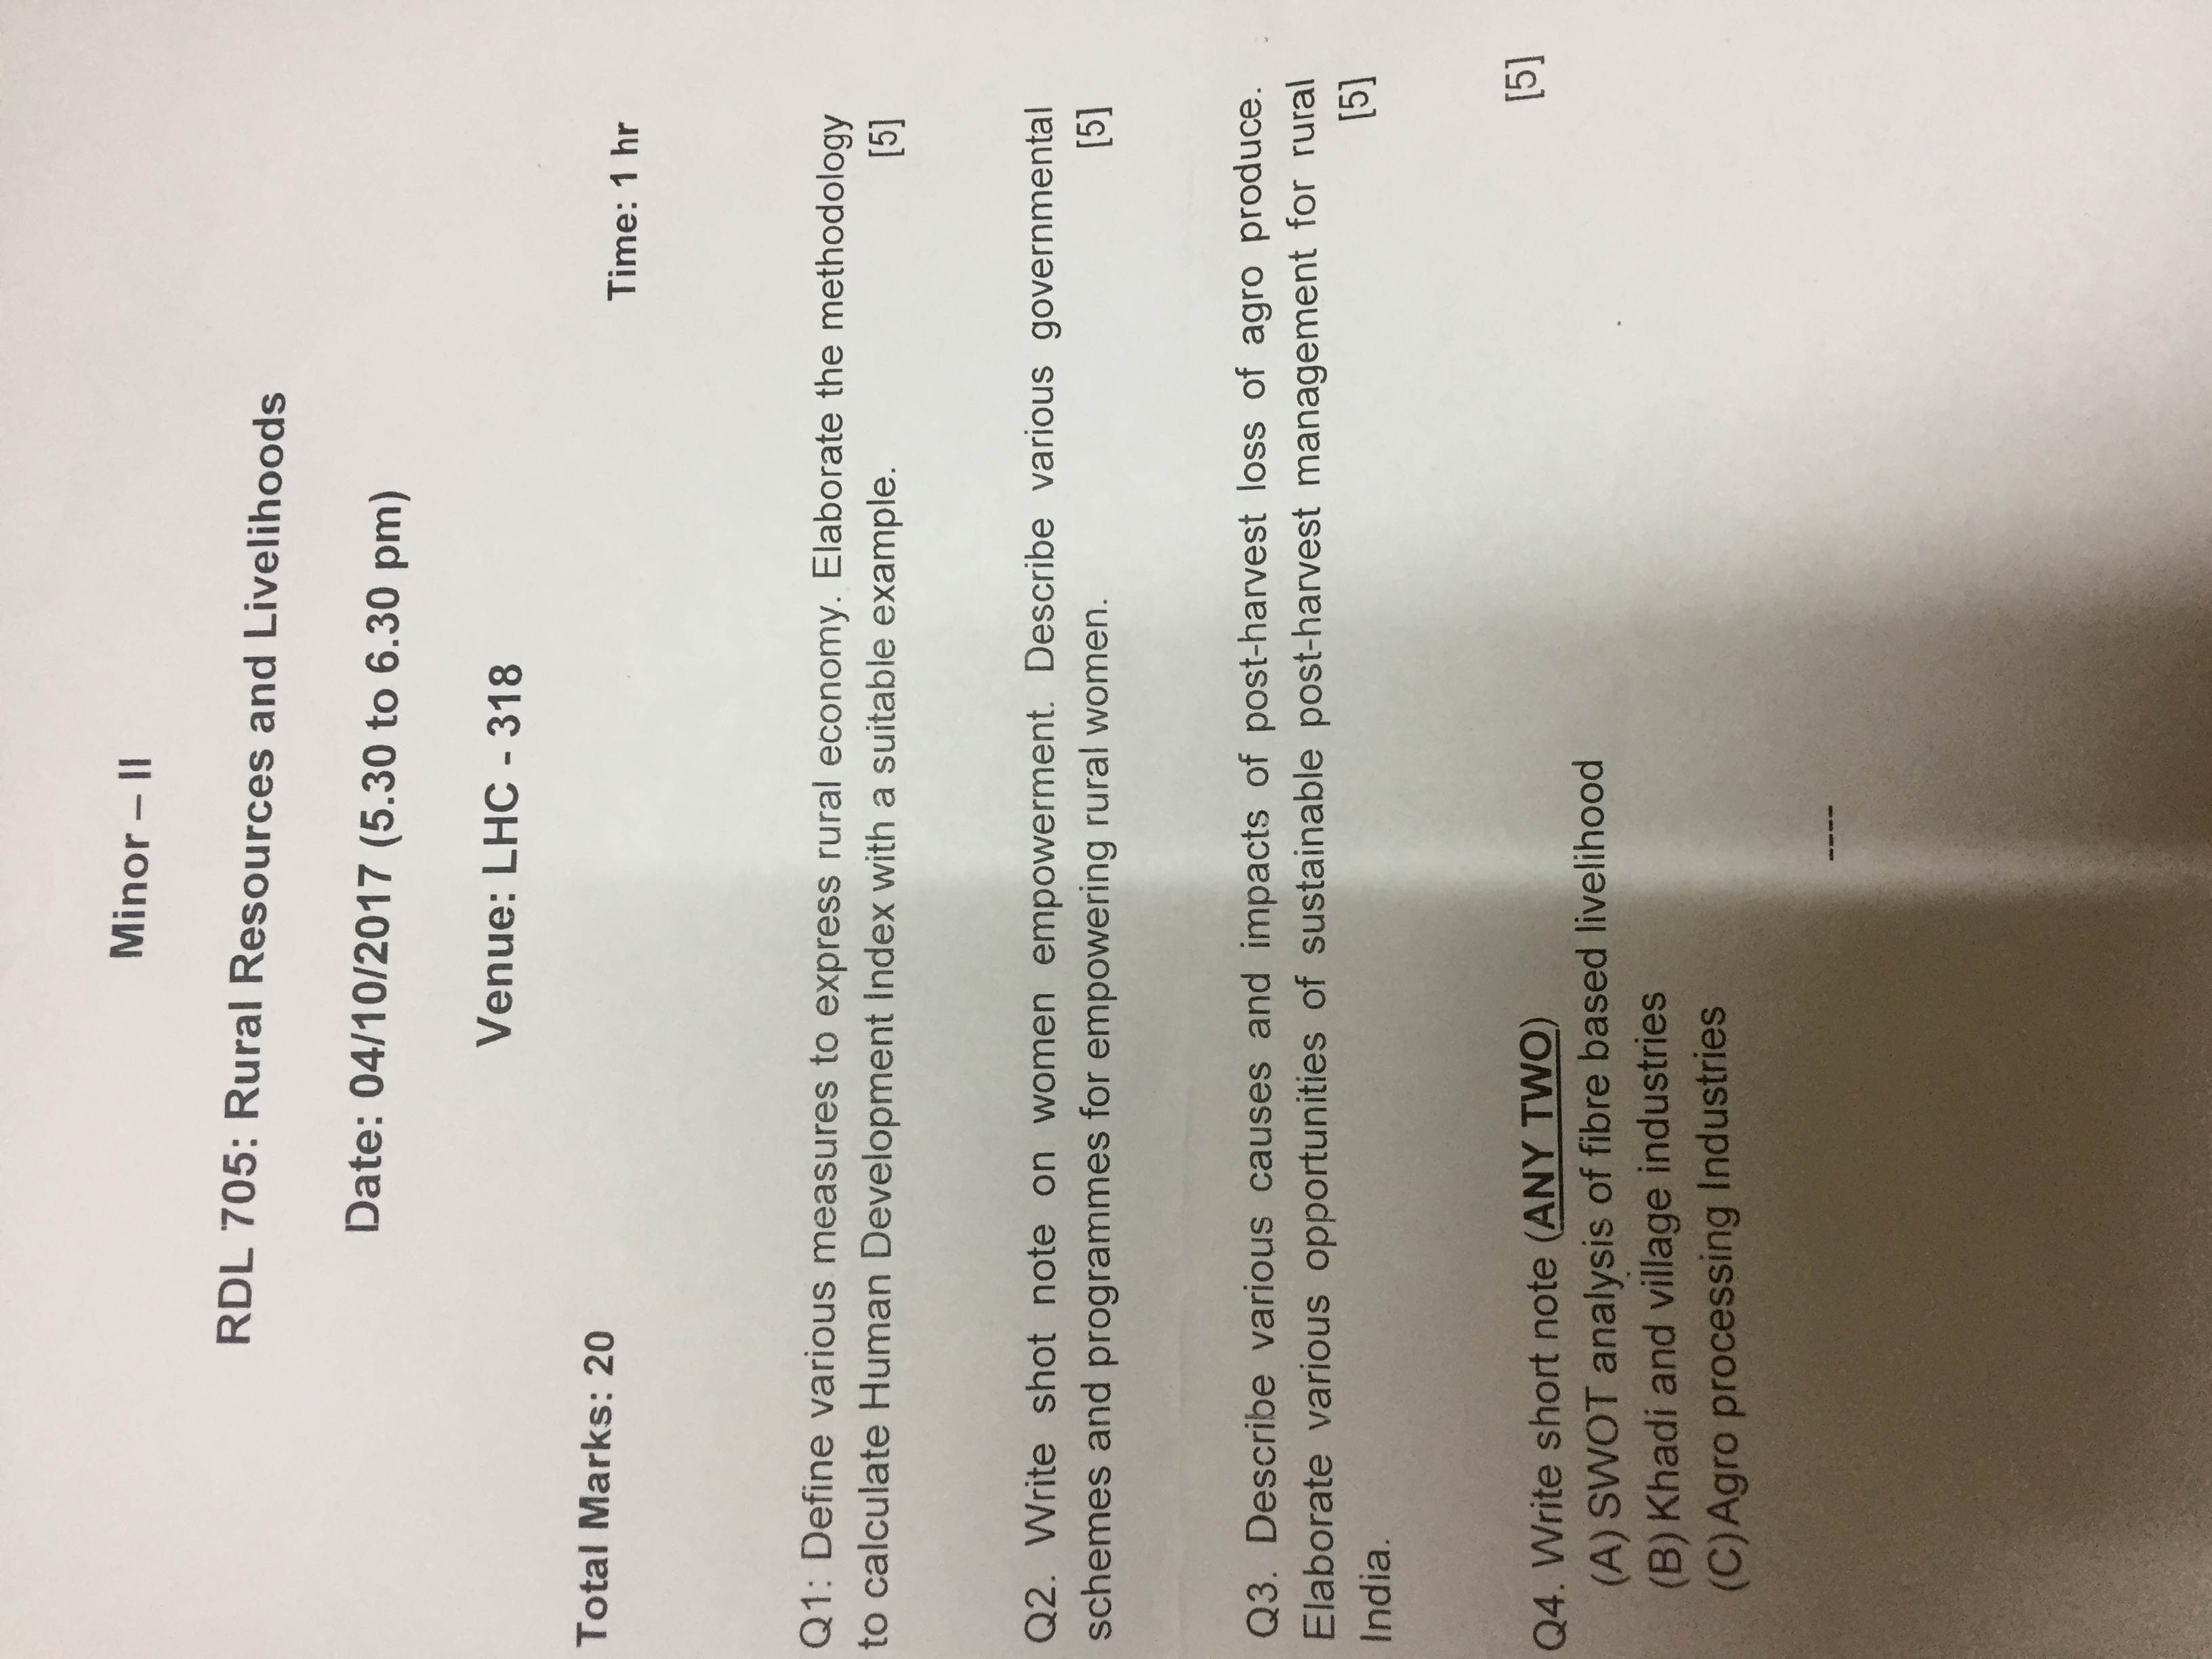 Minor – II
RDL 705: Rural Resources and Livelihoods
Date: 04/10/2017 (5.30 to 6.30 pm)
Venue: LHC - 318
Total Marks: 20 Time: 1 hr
Q1: Define various measures to express rural economy. Elaborate the methodology
to calculate Human Development Index with a suitable example. [5]
Q2. Write shot note on women empowerment. Describe various governmental
schemes and programmes for empowering rural women. [5]
Q3. Describe various causes and impacts of post-harvest loss of agro produce.
Elaborate various opportunities of sustainable post-harvest management for rural
India. [5]
Q4. Write short note (ANY TWO) [5]
(A) SWOT analysis of fibre based livelihood
(B) Khadi and village industries
(C) Agro processing Industries
----